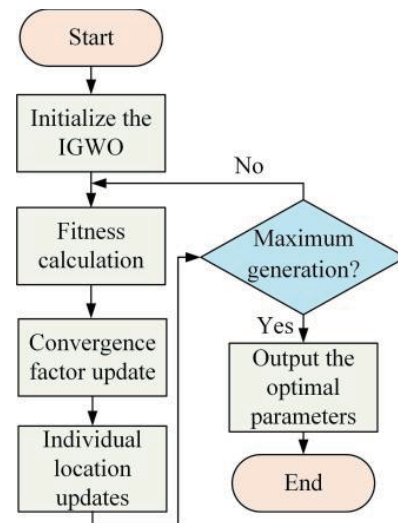 Start
Initialize the
IGWO
Fitness
calculation
Convergence
factor update
Individual
location
updates
No
Maximum
generation?
Yes
Output the
optimal
parameters
End